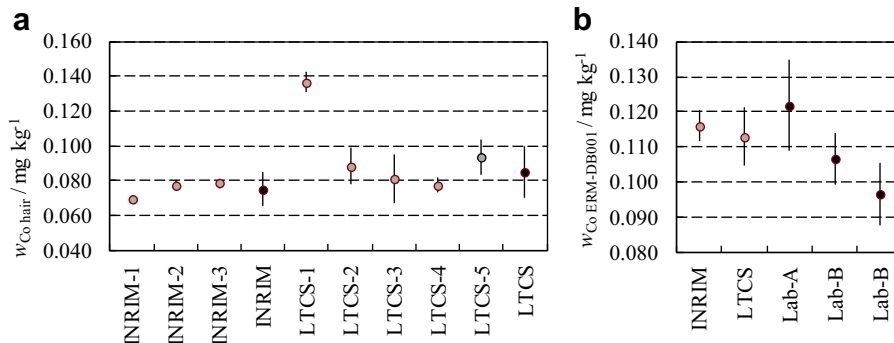 a
w Co hair / mg kg-1
0.160
0.140
0.120
0.100
0.080
0.060
0.040
INRIM-1
INRIM-2
INRIM-3
INRIM
LTCS-1
LTCS-2
LTCS-3
LTCS-4
LTCS-5
LTCS
b
w Co ERM-DB001 / mg kg-1
0.140
0.130
0.120
0.110
0.100
0.090
0.080
INRIM
LTCS
Lab-A
Lab-B
Lab-B